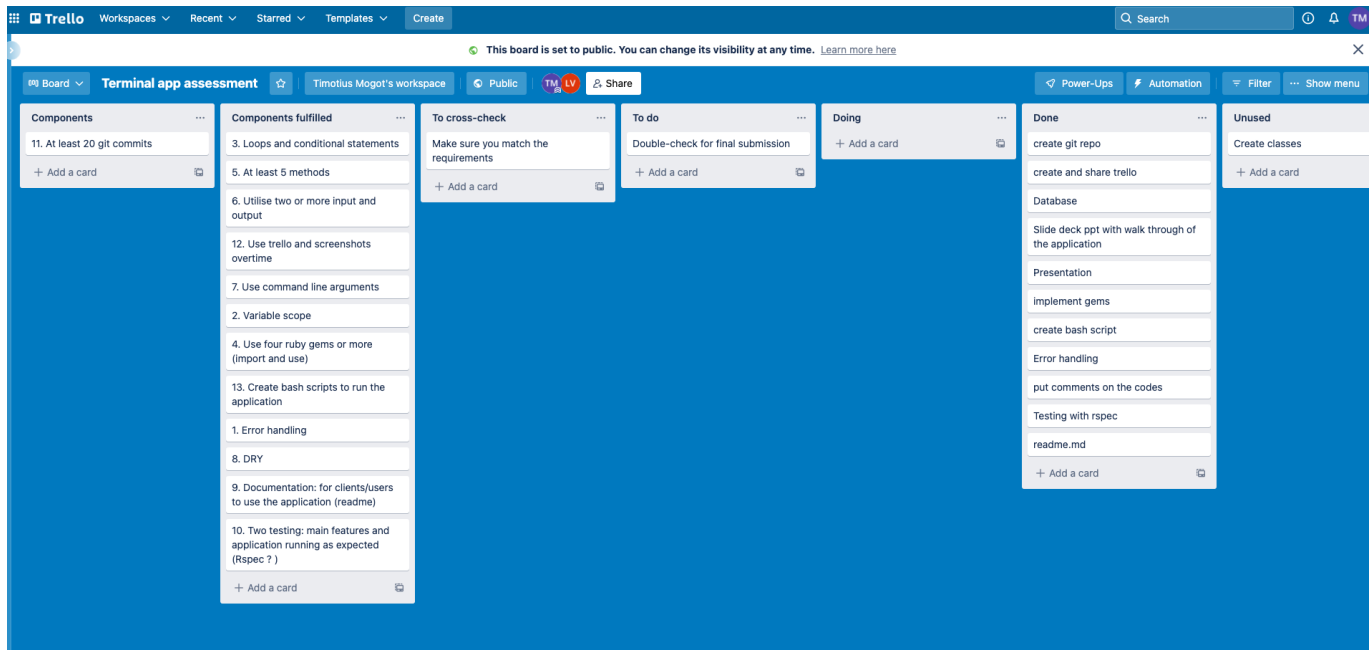 Trello
Workspaces
Recent
Starred
Templates
Create
Search
TM
This board is set to public. You can change its visibility at any time. Learn more here
Board
Terminal app assessment
Timotius Mogot's workspace
Public
TM
LV
Share
Power-Ups
Automation
Filter
Show menu
Components
11. At least 20 git commits
+ Add a card
Components fulfilled
3. Loops and conditional statements
5. At least 5 methods
6. Utilise two or more input and
output
12. Use trello and screenshots
overtime
7. Use command line arguments
2. Variable scope
4. Use four ruby gems or more
(import and use)
13. Create bash scripts to run the
application
1. Error handling
8. DRY
9. Documentation: for clients/users
to use the application (readme)
10. Two testing: main features and
application running as expected
(Rspec ? )
+ Add a card
To cross-check
Make sure you match the
requirements
+ Add a card
To do
Double-check for final submission
+ Add a card
Doing
+ Add a card
Done
create git repo
create and share trello
Database
Slide deck ppt with walk through of
the application
Presentation
implement gems
create bash script
Error handling
put comments on the codes
Testing with rspec
readme.md
+ Add a card
Unused
Create classes
+ Add a card